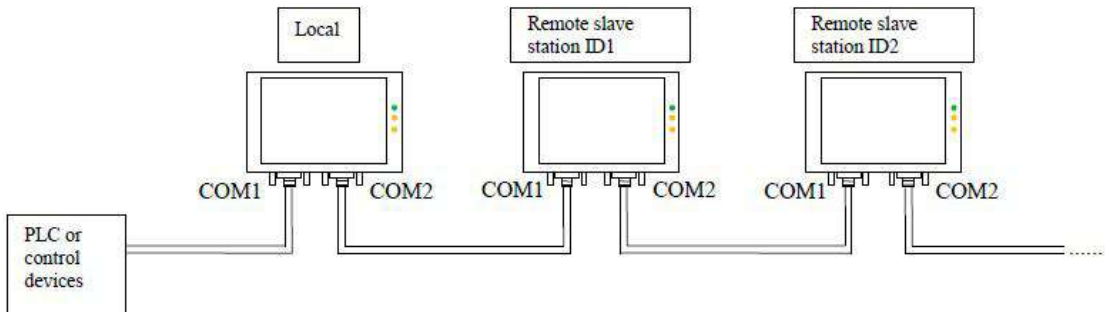 Local
Remote slave
station ID1
Remote slave
station ID2
COM1
COM2
COM1
COM2
COM1
COM2
PLC or
control
devices